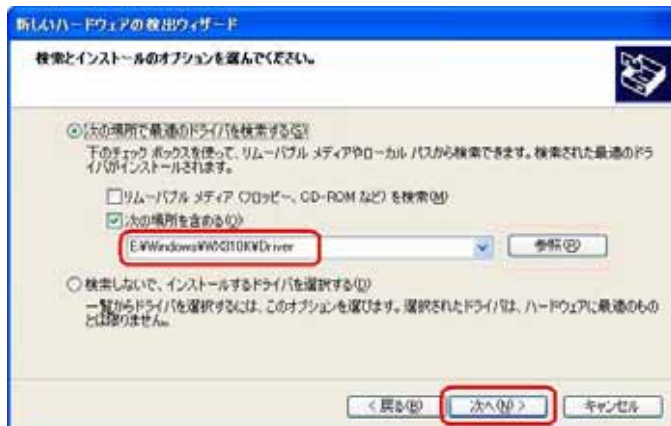 新しいハードウェアの検出ウィザード
検索とインストールのオプションを選んでください。
次の場所で最適のドライバを検索する(S)
下のチェック ボックスを使って、リムーバブル メディアやローカル パスから検索できます。検索された最適のドラ
イバがインストールされます。
リムーバブル メディア (フロッピー、CD-ROM など) を検索(M)
次の場所を含める(O)
E:¥Windows¥WX310K¥Driver
参照(R)
検索しないで、インストールするドライバを選択する(D)
一覧からドライバを選択するには、このオプションを選びます。選択されたドライバは、ハードウェアに最適のもの
とは限りません。
< 戻る(B)
次へ(N) >
キャンセル